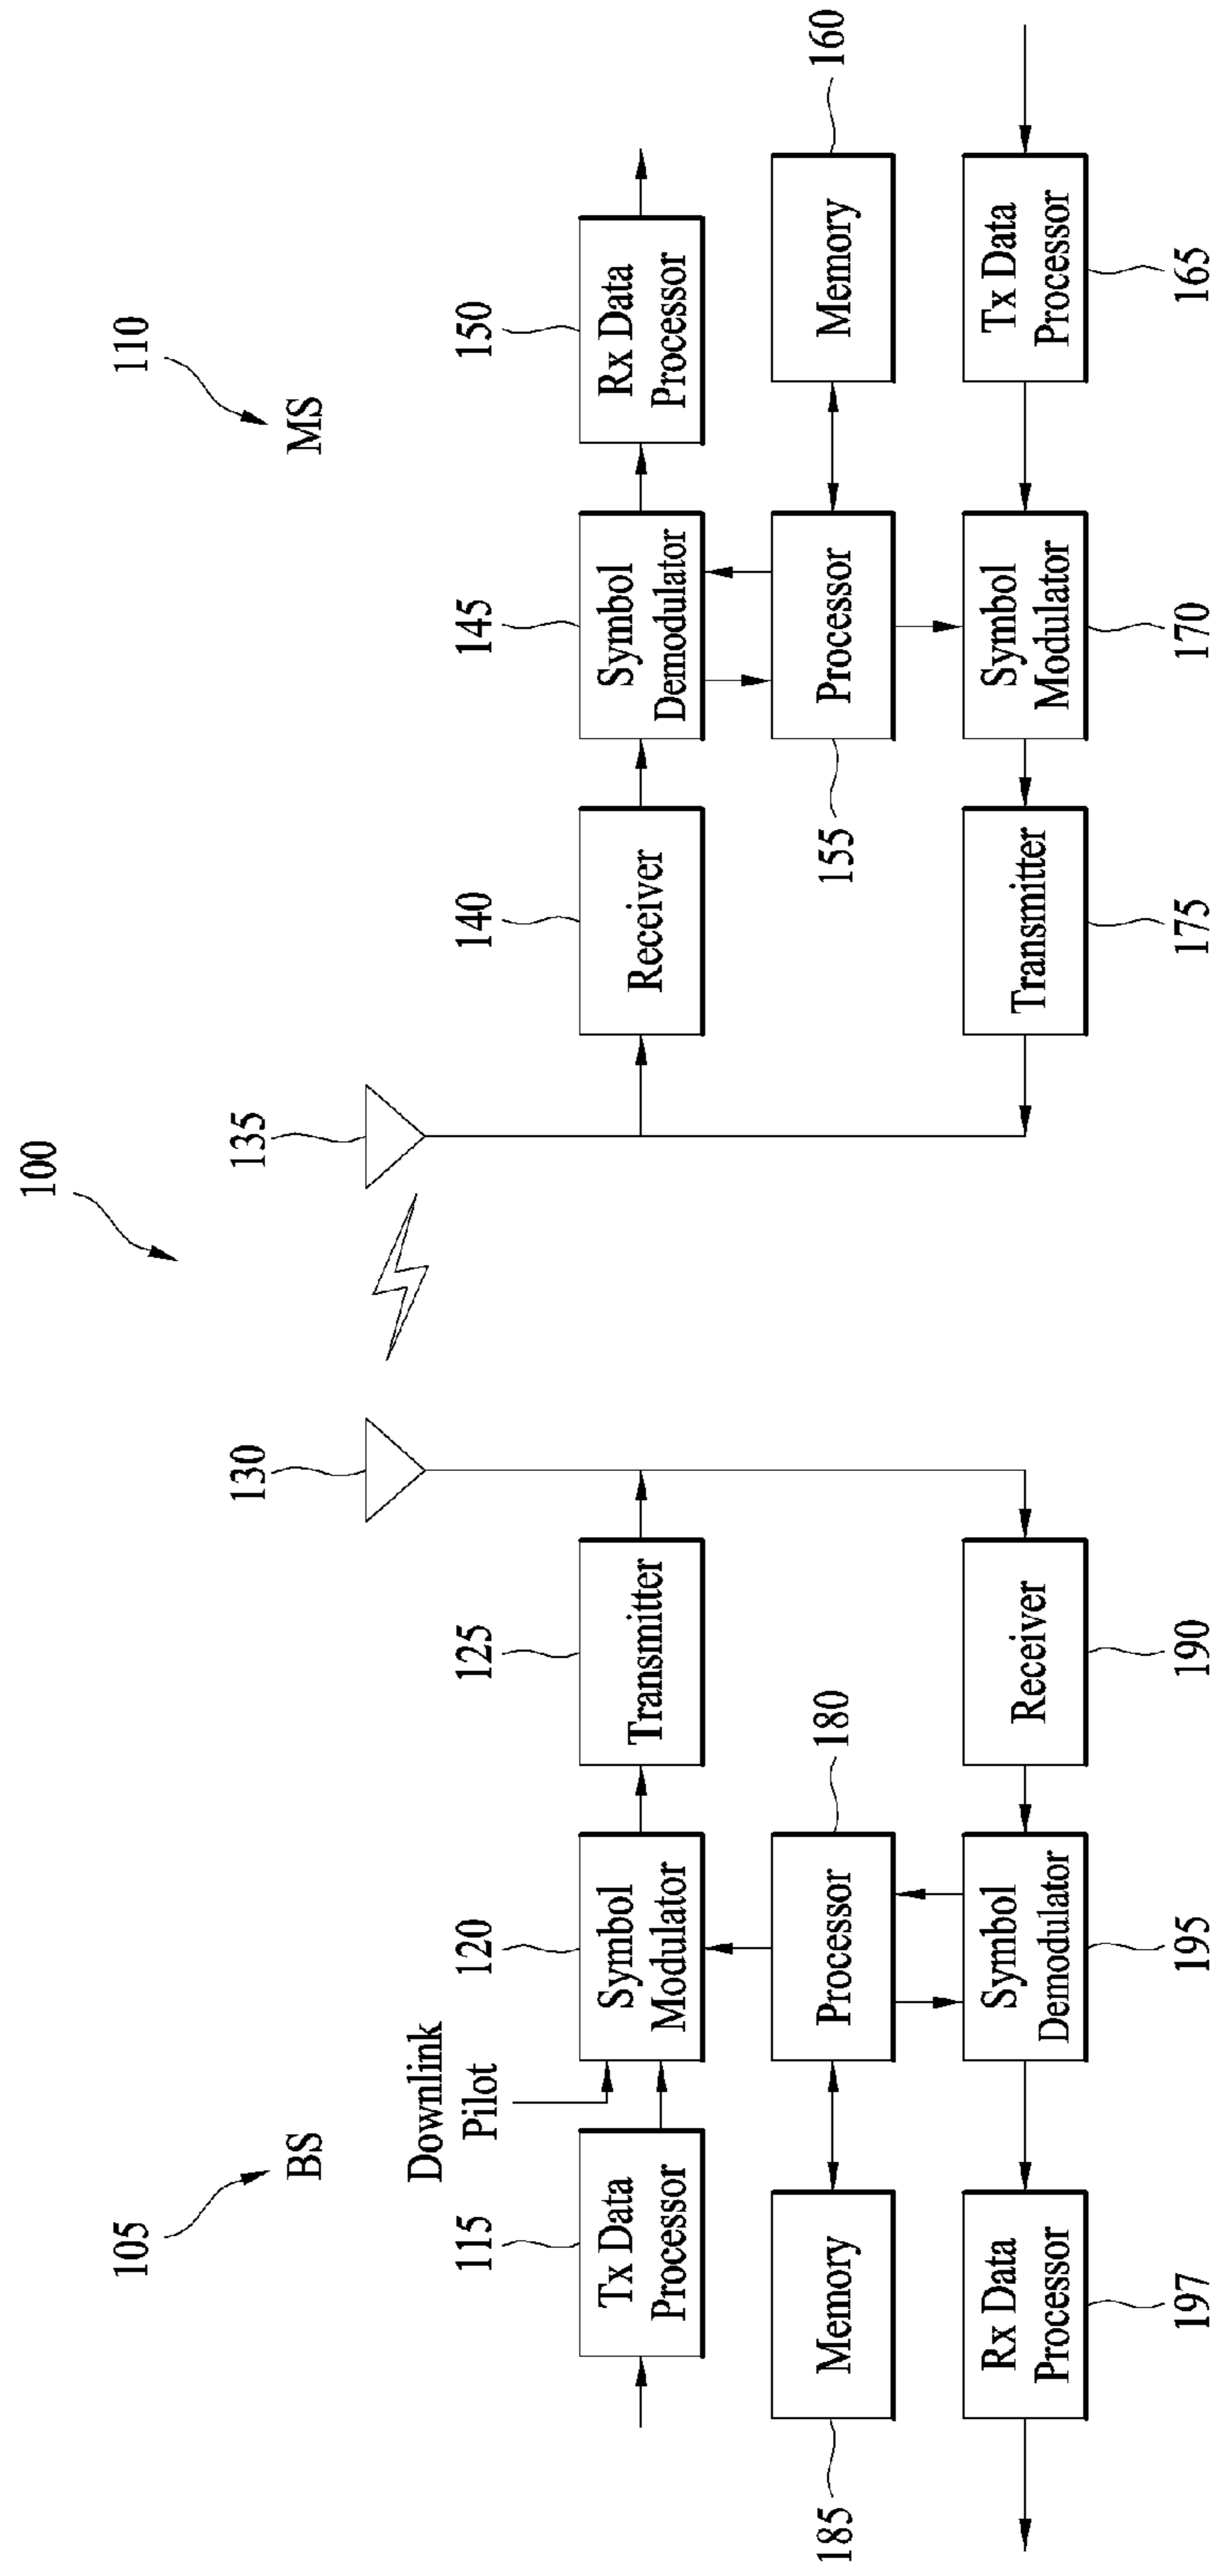 100
105
BS
110
MS
130
135
Downlink
Pilot
115
Tx Data
Processor
120
Symbol
Modulator
125
Transmitter
140
Receiver
145
Symbol
Demodulator
150
Rx Data
Processor
185
Memory
180
Processor
155
Processor
160
Memory
197
Rx Data
Processor
195
Symbol
Demodulator
190
Receiver
175
Transmitter
170
Symbol
Modulator
165
Tx Data
Processor